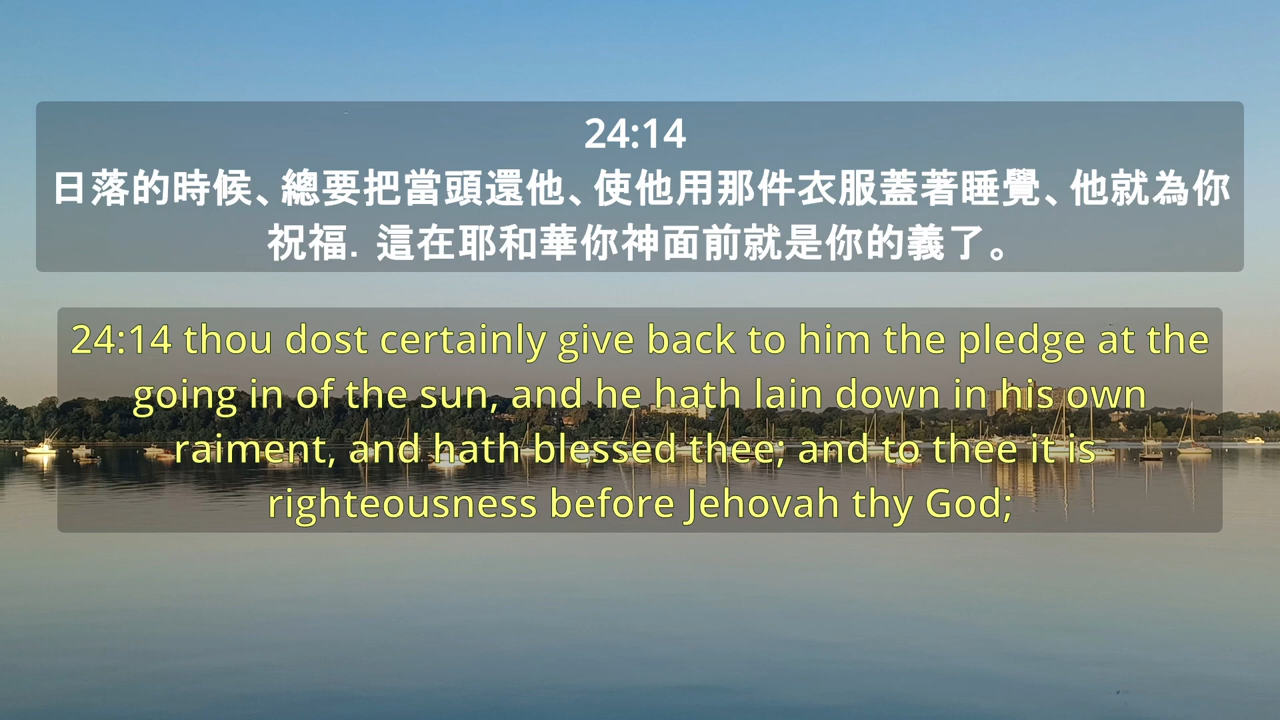 24:14
日落的時候、總要把當頭還他、使他用那件衣服蓋著睡覺、他就為你
祝福．這在耶和華你神面前就是你的義了。
24:14 thou dost certainly give back to him the pledge at the
going in of the sun, and he hath lain down in his own
raiment, and hath blessed thee; and to thee it is
righteousness before Jehovah thy God;